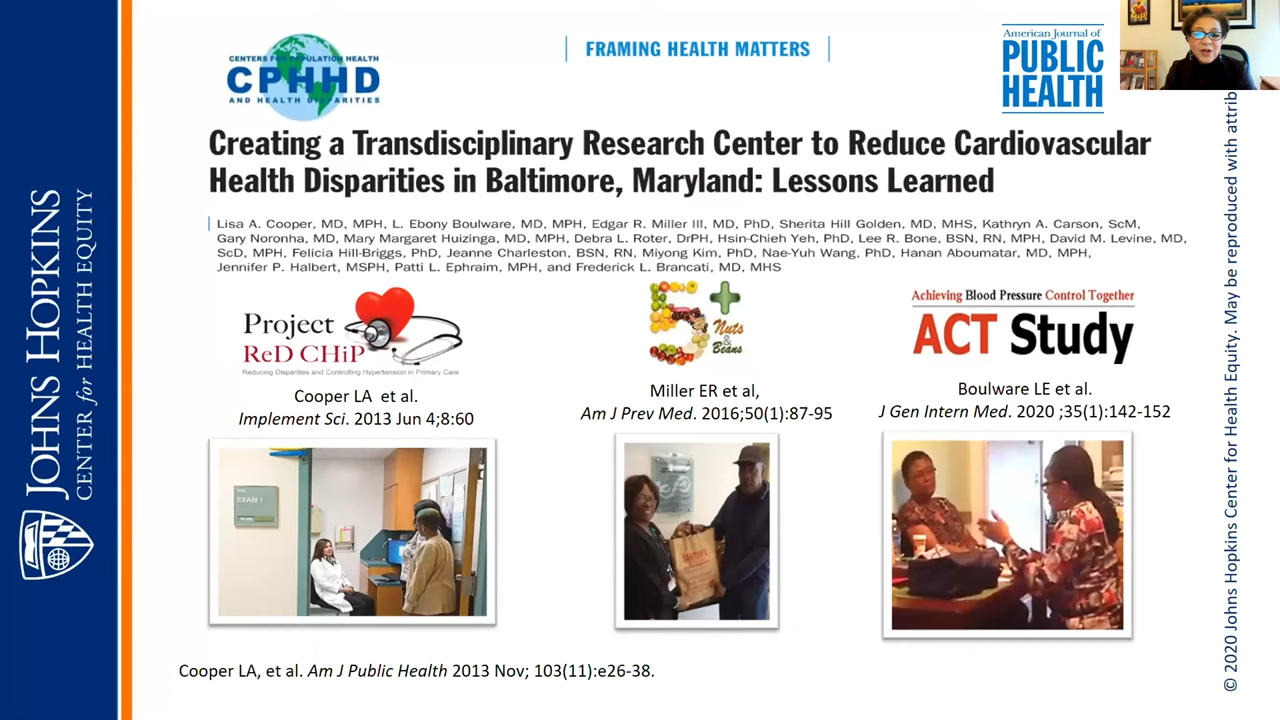 JOHNS HOPKINS
CENTER for HEALTH EQUITY
CENTERS FOR POPULATION HEALTH
CPHHD
AND HEALTH DISPARITIES
FRAMING HEALTH MATTERS
American Journal of
PUBLIC
HEALTH
Creating a Transdisciplinary Research Center to Reduce Cardiovascular
Health Disparities in Baltimore, Maryland: Lessons Learned
Lisa A. Cooper, MD, MPH, L. Ebony Boulware, MD, MPH, Edgar R. Miller III, MD, PhD, Sherita Hill Golden, MD, MHS, Kathryn A. Carson, ScM,
Gary Noronha, MD, Mary Margaret Huizinga, MD, MPH, Debra L. Roter, DrPH, Hsin-Chieh Yeh, PhD, Lee R. Bone, BSN, RN, MPH, David M. Levine, MD,
ScD, MPH, Felicia Hill-Briggs, PhD, Jeanne Charleston, BSN, RN, Miyong Kim, PhD, Nae-Yuh Wang, PhD, Hanan Aboumatar, MD, MPH,
Jennifer P. Halbert, MSPH, Patti L. Ephraim, MPH, and Frederick L. Brancati, MD, MHS
Project
ReD CHiP
Reducing Disparities and Controlling Hypertension in Primary Care
Cooper LA et al.
Implement Sci. 2013 Jun 4;8:60
5+
Nuts
&
Beans
Miller ER et al,
Am J Prev Med. 2016;50(1):87-95
Achieving Blood Pressure Control Together
ACT Study
Boulware LE et al.
J Gen Intern Med. 2020 ;35(1):142-152
EXAM 1
Cooper LA, et al. Am J Public Health 2013 Nov; 103(11):e26-38.
© 2020 Johns Hopkins Center for Health Equity. May be reproduced with attrib